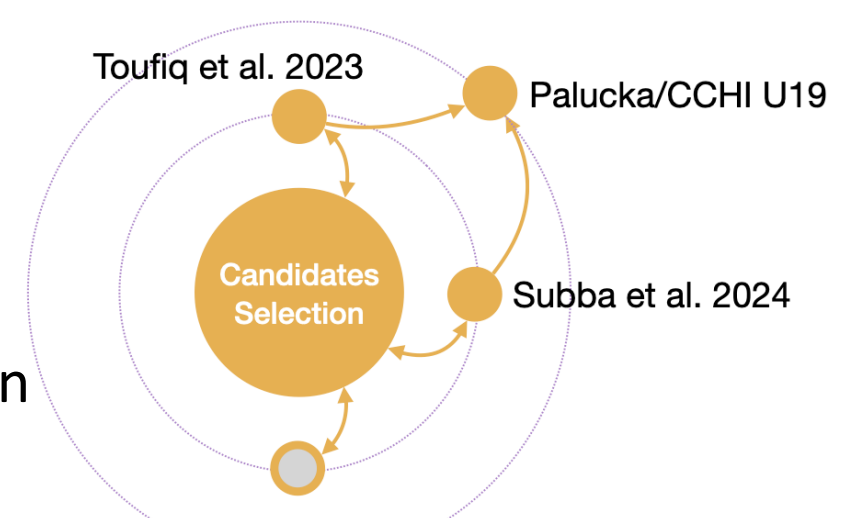 Toufiq et al. 2023
Palucka/CCHI U19
Candidates
Selection
Subba et al. 2024
n